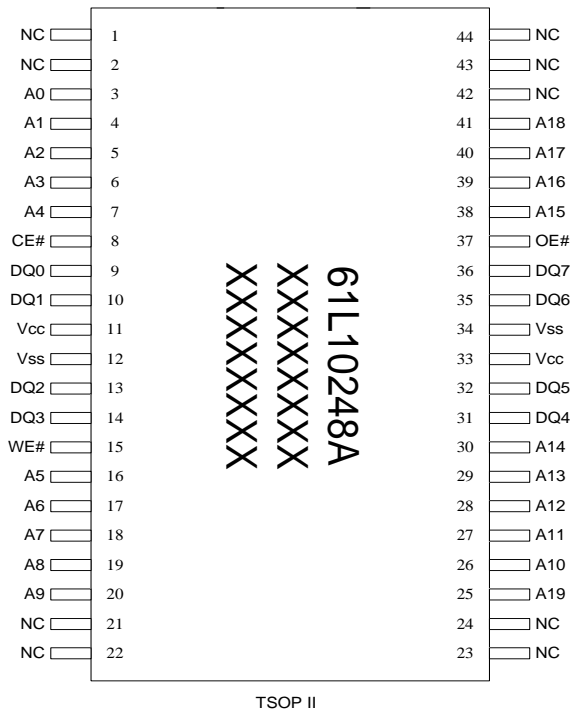 NC 1 44 NC
NC 2 43 NC
A0 3 42 NC
A1 4 41 A18
A2 5 40 A17
A3 6 39 A16
A4 7 38 A15
CE# 8 37 OE#
DQ0 9 36 DQ7
DQ1 10 35 DQ6
Vcc 11 34 Vss
Vss 12 33 Vcc
DQ2 13 32 DQ5
DQ3 14 31 DQ4
WE# 15 30 A14
A5 16 29 A13
A6 17 28 A12
A7 18 27 A11
A8 19 26 A10
A9 20 25 A19
NC 21 24 NC
NC 22 23 NC
61L10248A
XXXXXXXX
XXXXXXXX
TSOP II